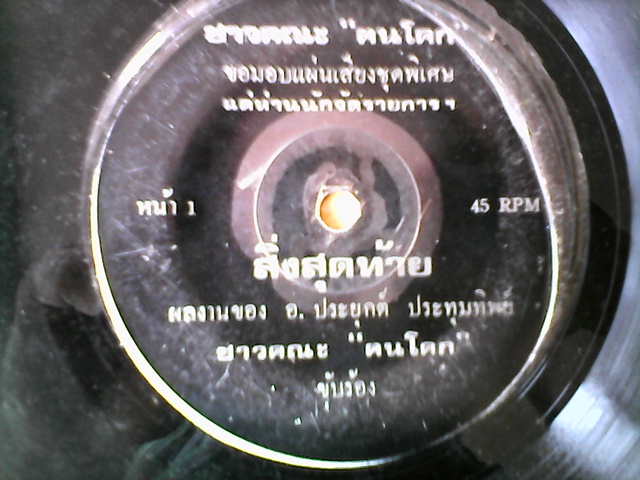 ชาวคณะ "คนโคก"
ขอมอบแผ่นเสียงชุดพิเศษ
แด่ท่านนักจัดรายการ ฯ
หน้า 1
45 RPM
สิ่งสุดท้าย
ผลงานของ อ. ประยุกต์ ประทุมทิพย์
ชาวคณะ "คนโคก"
ขับร้อง